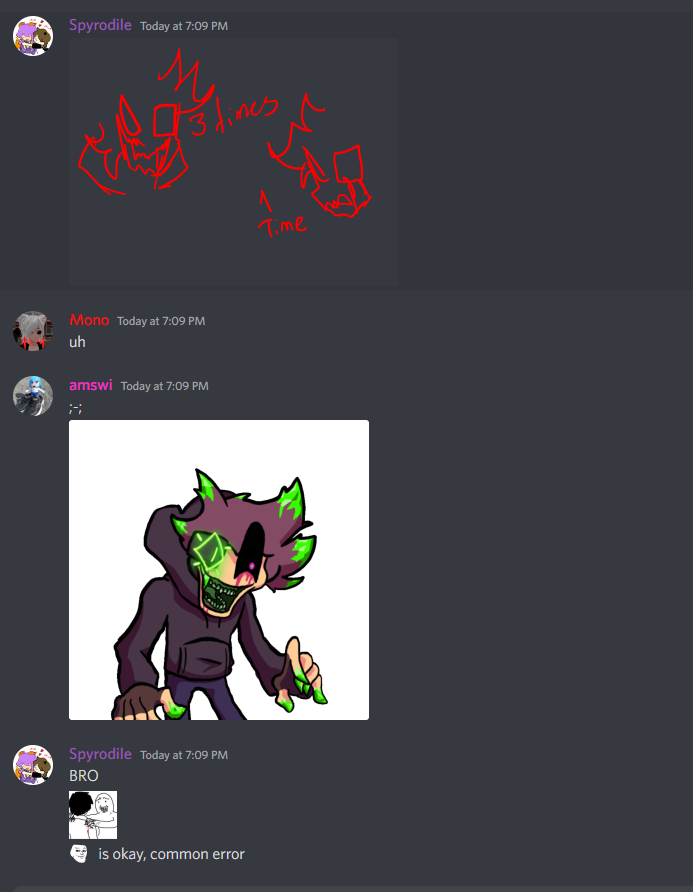 Spyrodile Today at 7:09 PM
3 times
1
Time
Mono Today at 7:09 PM
uh
amswi Today at 7:09 PM
;-;
Spyrodile Today at 7:09 PM
BRO
is okay, common error